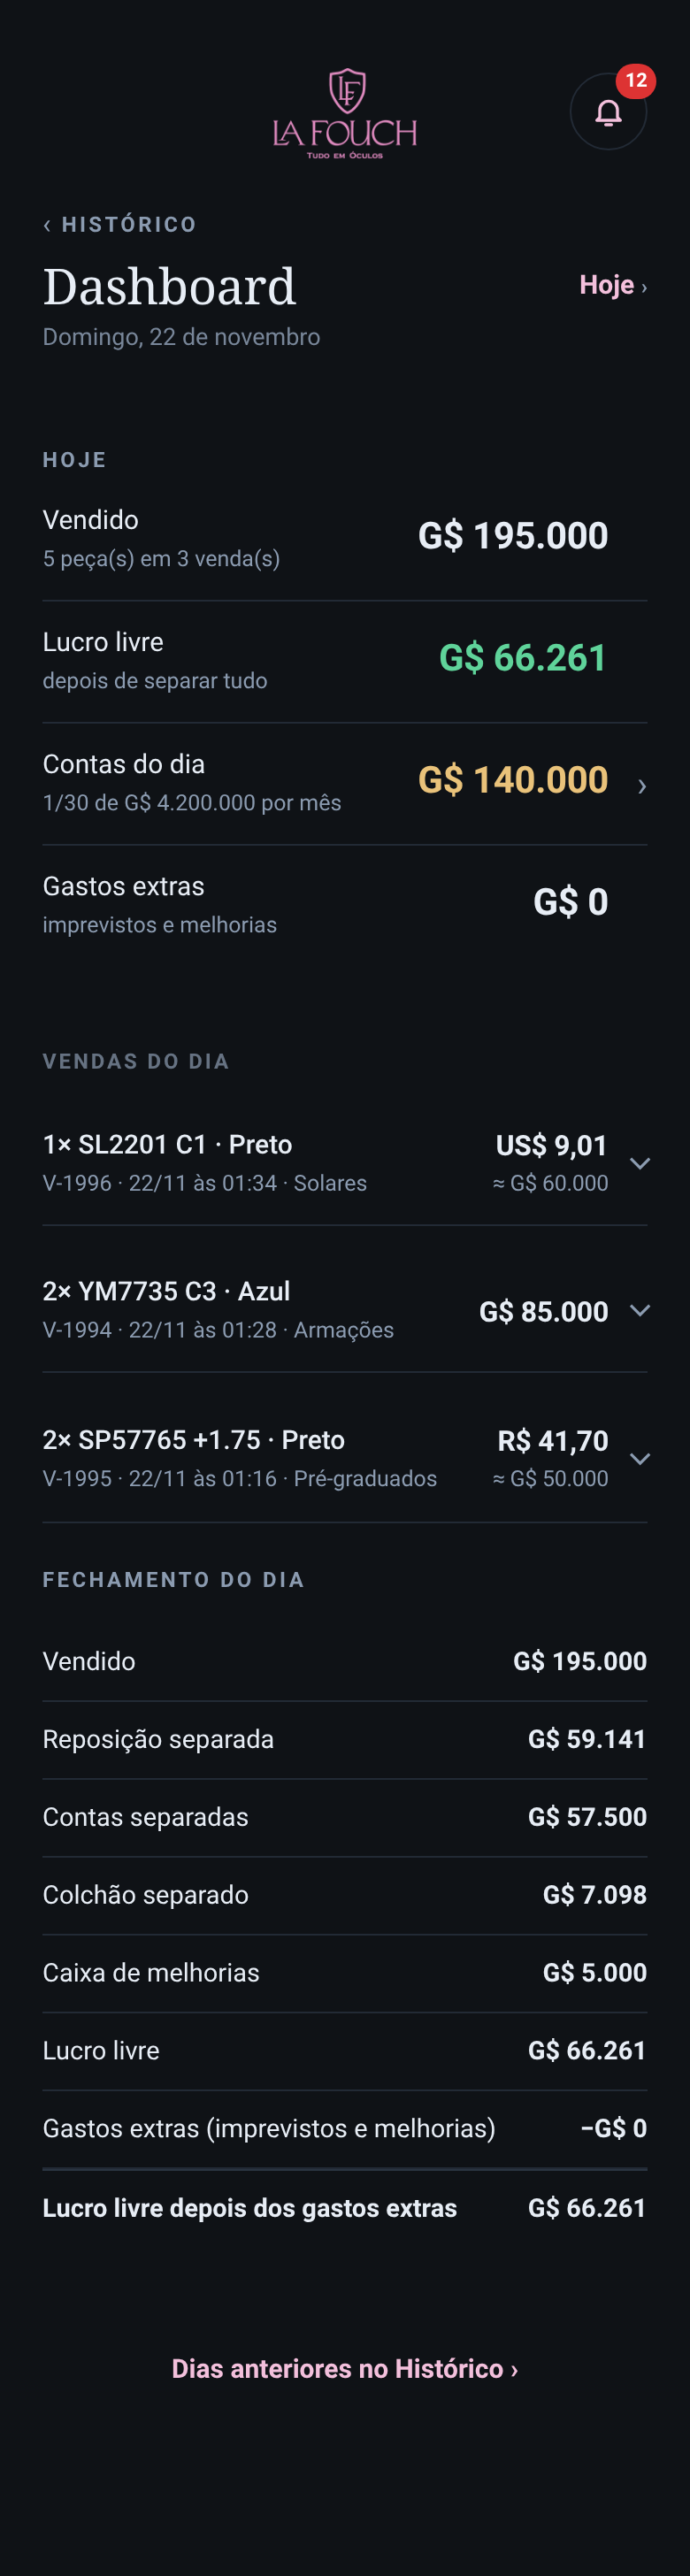 LF
LA FOUCH
TUDO EM ÓCULOS
12
‹ HISTÓRICO
Dashboard
Hoje ›
Domingo, 22 de novembro
HOJE
Vendido
G$ 195.000
5 peça(s) em 3 venda(s)
Lucro livre
G$ 66.261
depois de separar tudo
Contas do dia
G$ 140.000 ›
1/30 de G$ 4.200.000 por mês
Gastos extras
G$ 0
imprevistos e melhorias
VENDAS DO DIA
1× SL2201 C1 · Preto
US$ 9,01
V-1996 · 22/11 às 01:34 · Solares
≈ G$ 60.000
2× YM7735 C3 · Azul
G$ 85.000
V-1994 · 22/11 às 01:28 · Armações
2× SP57765 +1.75 · Preto
R$ 41,70
V-1995 · 22/11 às 01:16 · Pré-graduados
≈ G$ 50.000
FECHAMENTO DO DIA
Vendido G$ 195.000
Reposição separada G$ 59.141
Contas separadas G$ 57.500
Colchão separado G$ 7.098
Caixa de melhorias G$ 5.000
Lucro livre G$ 66.261
Gastos extras (imprevistos e melhorias) −G$ 0
Lucro livre depois dos gastos extras G$ 66.261
Dias anteriores no Histórico ›